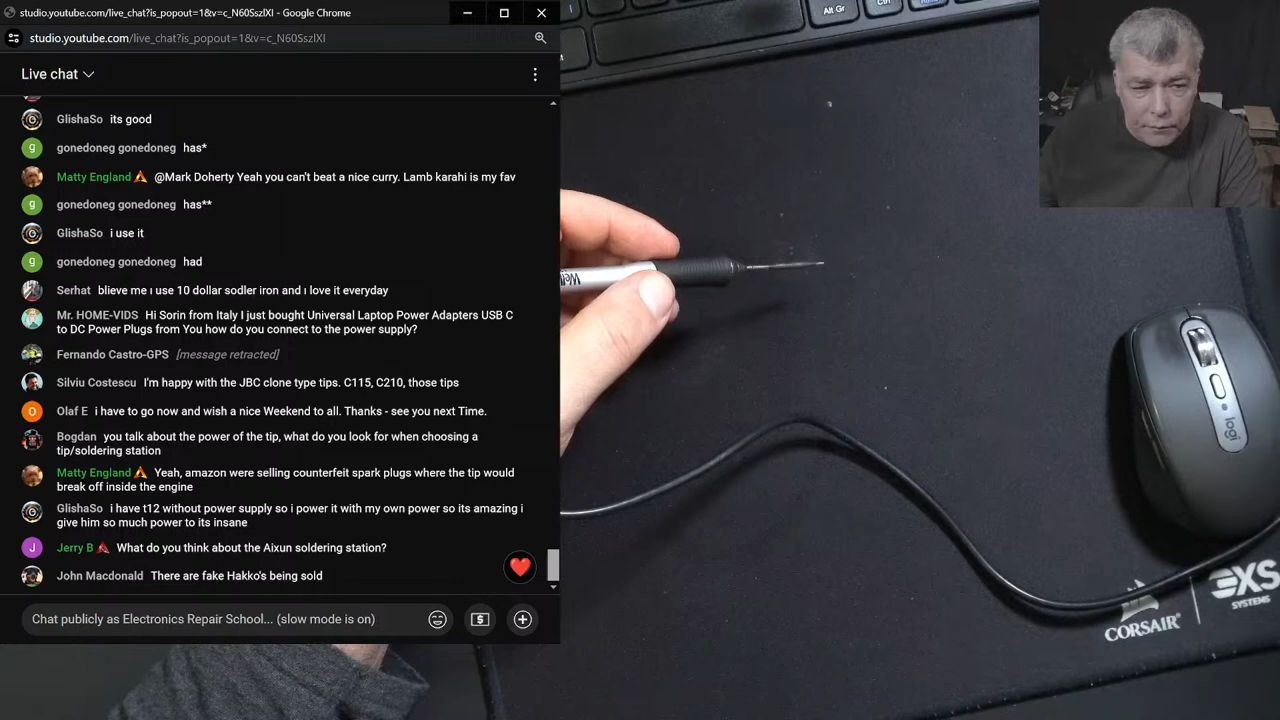 studio.youtube.com/live_chat?is_popout=1&v=c_N60SszlXI - Google Chrome
studio.youtube.com/live_chat?is_popout=1&v=c_N60SszlXI
Live chat
GlishaSo its good
gonedoneg gonedoneg has*
Matty England @Mark Doherty Yeah you can't beat a nice curry. Lamb karahi is my fav
gonedoneg gonedoneg has**
GlishaSo i use it
gonedoneg gonedoneg had
Serhat blieve me i use 10 dollar sodler iron and i love it everyday
Mr. HOME-VIDS Hi Sorin from Italy I just bought Universal Laptop Power Adapters USB C
to DC Power Plugs from You how do you connect to the power supply?
Fernando Castro-GPS [message retracted]
Silviu Costescu I'm happy with the JBC clone type tips. C115, C210, those tips
Olaf E i have to go now and wish a nice Weekend to all. Thanks - see you next Time.
Bogdan you talk about the power of the tip, what do you look for when choosing a
tip/soldering station
Matty England Yeah, amazon were selling counterfeit spark plugs where the tip would
break off inside the engine
GlishaSo i have t12 without power supply so i power it with my own power so its amazing i
give him so much power to its insane
Jerry B What do you think about the Aixun soldering station?
John Macdonald There are fake Hakko's being sold
Chat publicly as Electronics Repair School... (slow mode is on)
g
g
g
O
J
$
Alt Gr
Ctrl
Well
logi
CORSAIR
3XS
SYSTEMS